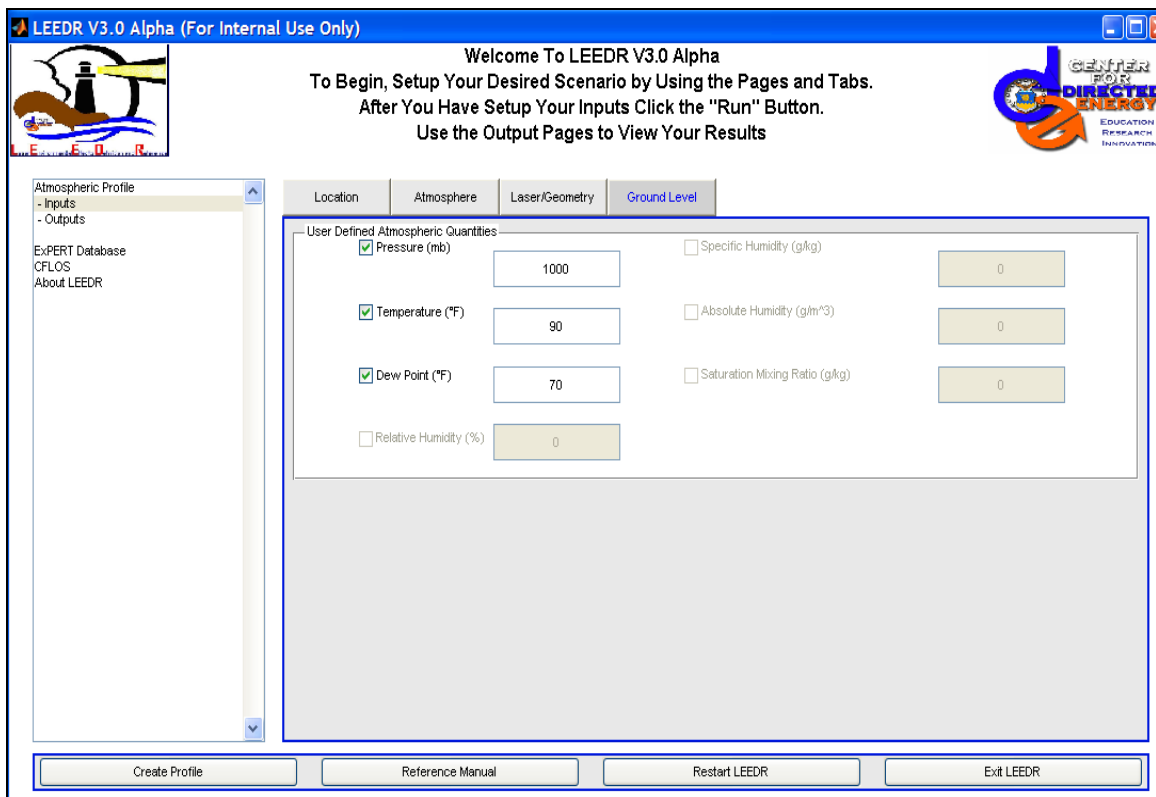 LEEDR V3.0 Alpha (For Internal Use Only)
Welcome To LEEDR V3.0 Alpha
To Begin, Setup Your Desired Scenario by Using the Pages and Tabs.
After You Have Setup Your Inputs Click the "Run" Button.
Use the Output Pages to View Your Results
L E E D R
CENTER
FOR
DIRECTED
ENERGY
EDUCATION
RESEARCH
INNOVATION
Atmospheric Profile
- Inputs
- Outputs
ExPERT Database
CFLOS
About LEEDR
Location Atmosphere Laser/Geometry Ground Level
User Defined Atmospheric Quantities
Pressure (mb) 1000 Specific Humidity (g/kg) 0
Temperature (°F) 90 Absolute Humidity (g/m^3) 0
Dew Point (°F) 70 Saturation Mixing Ratio (g/kg) 0
Relative Humidity (%) 0
Create Profile Reference Manual Restart LEEDR Exit LEEDR